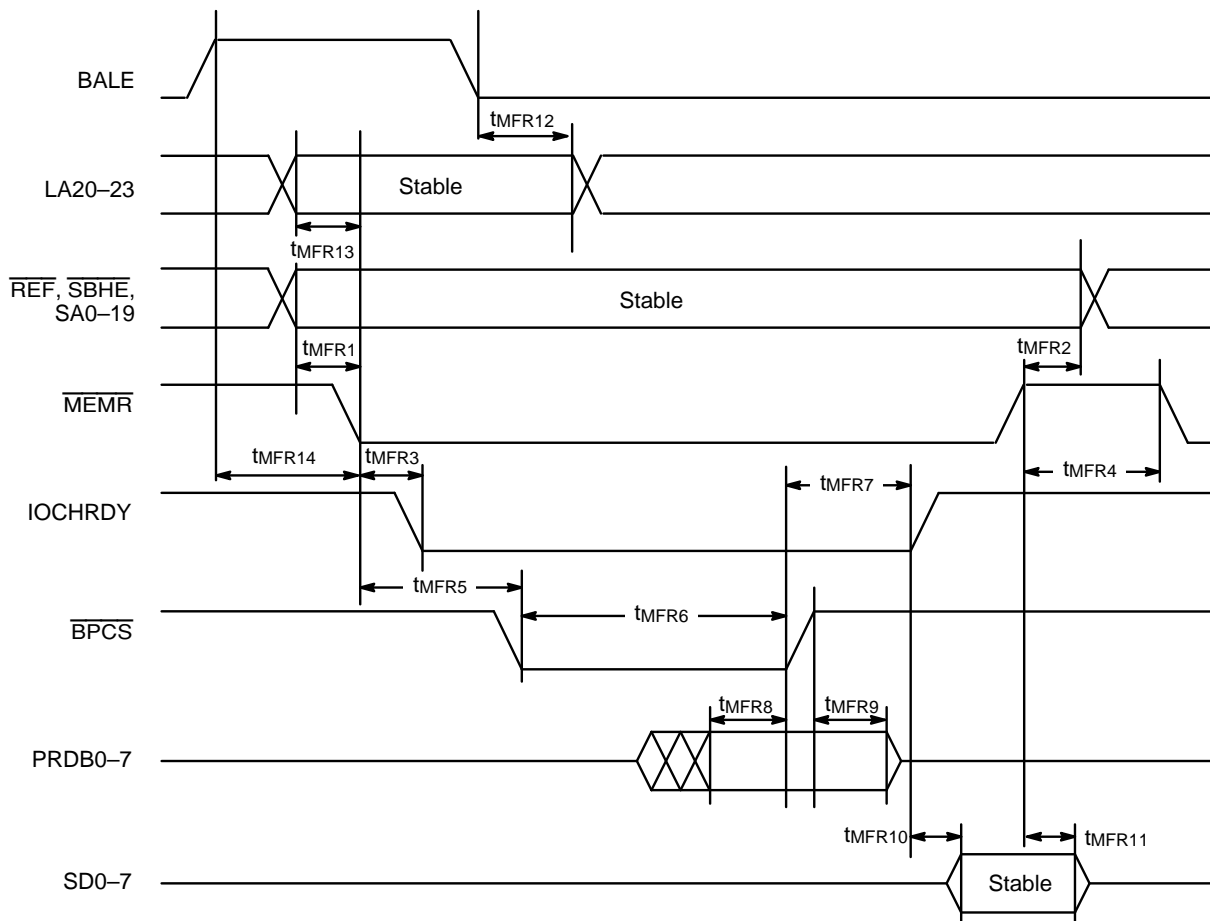 BALE
tMFR12
LA20–23
Stable
tMFR13
REF, SBHE,
SA0–19
Stable
tMFR1
tMFR2
MEMR
tMFR14
tMFR3
tMFR4
tMFR7
IOCHRDY
tMFR5
tMFR6
BPCS
tMFR8
tMFR9
PRDB0–7
tMFR10
tMFR11
SD0–7
Stable